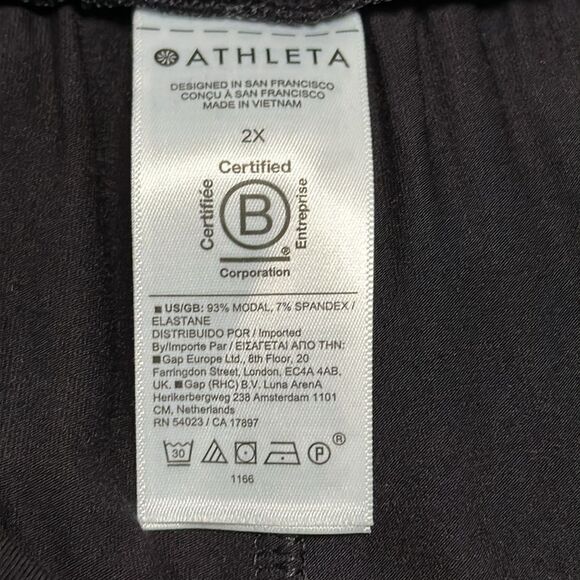 ATHLETA
DESIGNED IN SAN FRANCISCO
CONÇU À SAN FRANCISCO
MADE IN VIETNAM
2X
Certified
Certifiée
B
Entreprise
®
Corporation
US/GB: 93% MODAL, 7% SPANDEX /
ELASTANE
DISTRIBUIDO POR / Imported
By/Importe Par / ΕΙΣΑΓΕΤΑΙ ΑΠΟ ΤΗΝ:
Gap Europe Ltd., 8th Floor, 20
Farringdon Street, London, EC4A 4AB,
UK. Gap (RHC) B.V. Luna ArenA
Herikerbergweg 238 Amsterdam 1101
CM, Netherlands
RN 54023 / CA 17897
30 P ®
1166